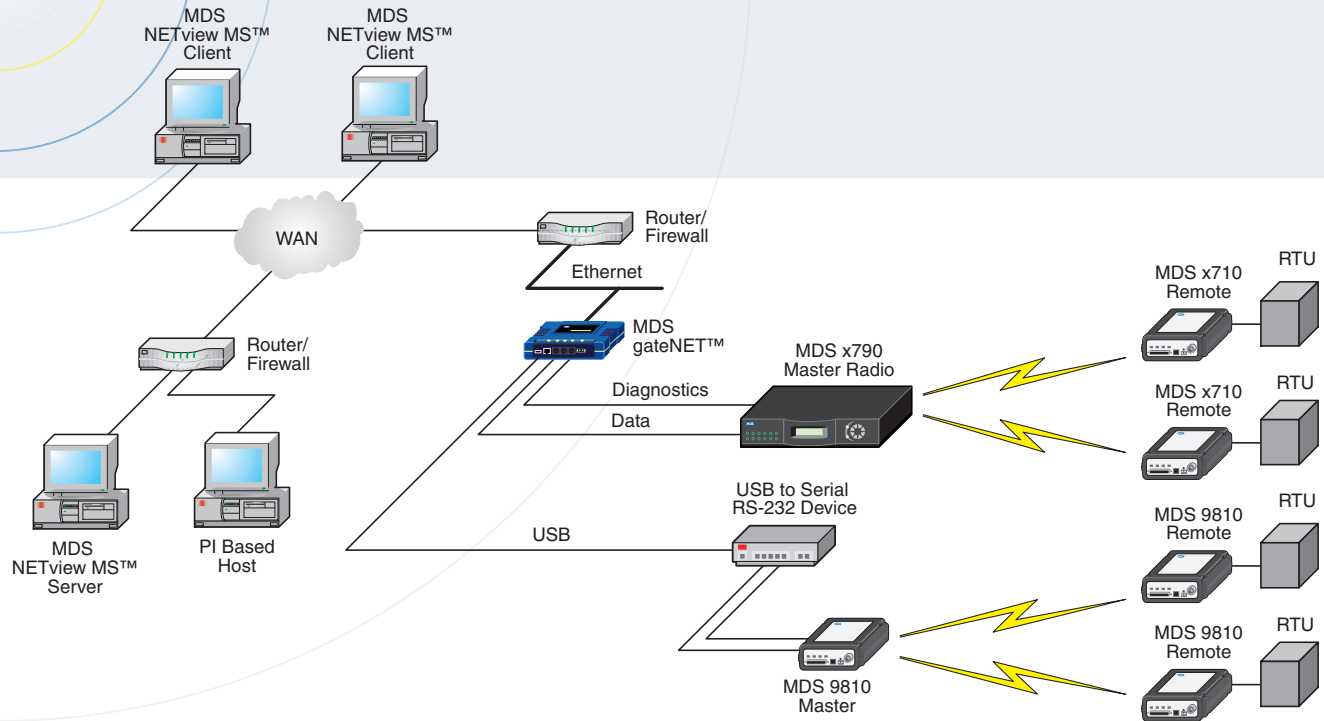 MDS
NETview MS™
Client
MDS
NETview MS™
Client
WAN
Router/
Firewall
Ethernet
MDS
gateNET™
Router/
Firewall
MDS
NETview MS™
Server
PI Based
Host
Diagnostics
Data
USB
MDS x790
Master Radio
USB to Serial
RS-232 Device
MDS 9810
Master
MDS x710
Remote
RTU
MDS x710
Remote
RTU
MDS 9810
Remote
RTU
MDS 9810
Remote
RTU